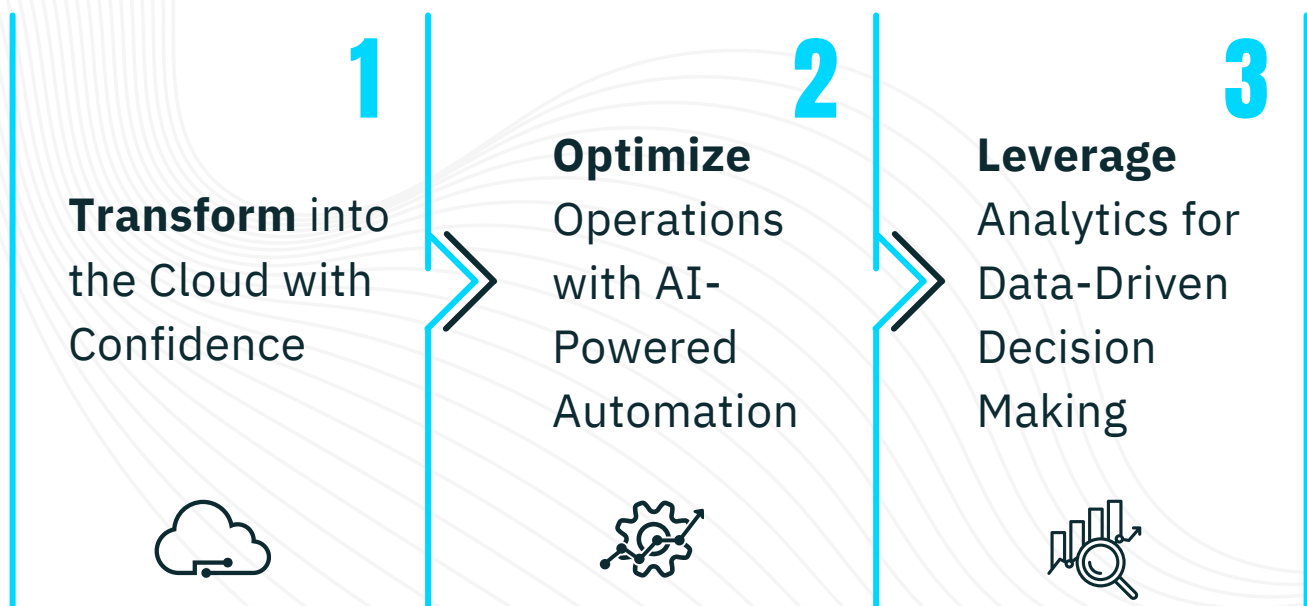 1
Transform into
the Cloud with
Confidence
2
Optimize
Operations
with AI-
Powered
Automation
3
Leverage
Analytics for
Data-Driven
Decision
Making